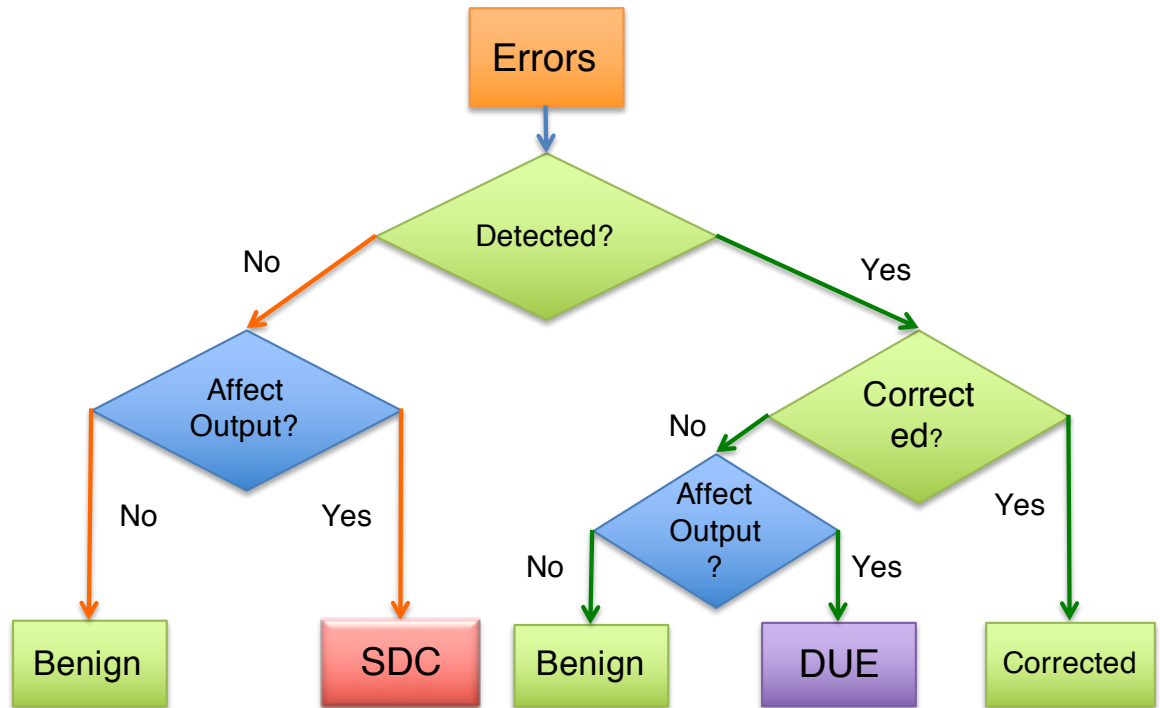 Errors
Detected?
No
Yes
Affect
Output?
Correct
ed?
No
No
Yes
Affect
Output
?
Yes
No
Yes
Benign
SDC
Benign
DUE
Corrected